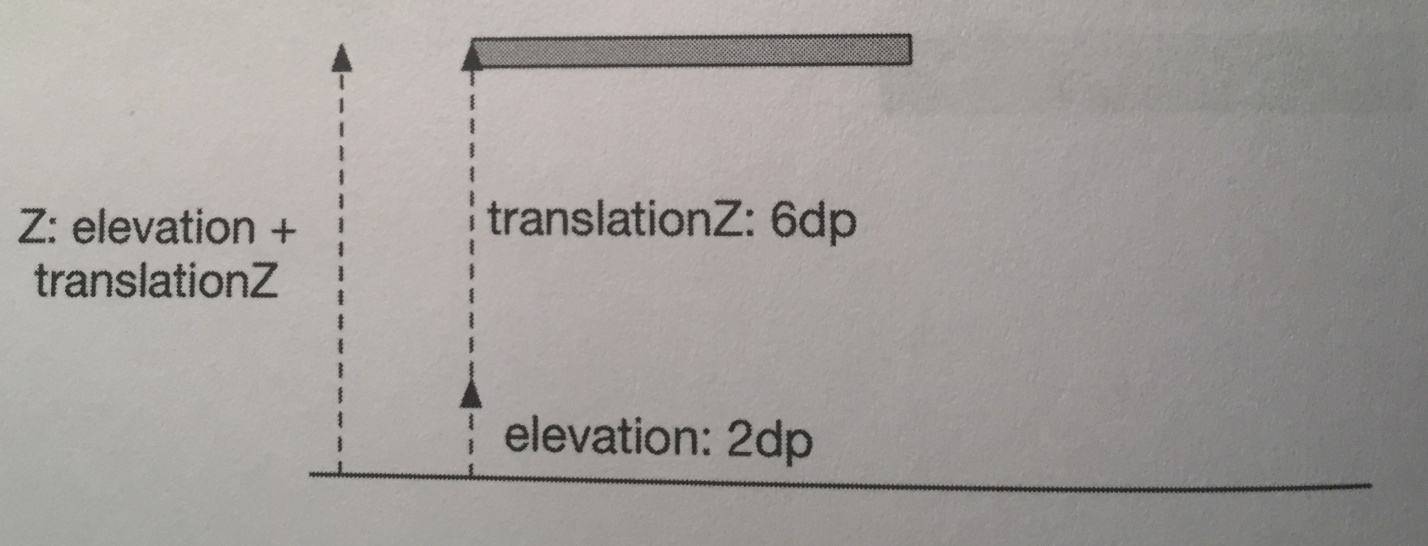 Z: elevation +
translationZ
translationZ: 6dp
elevation: 2dp